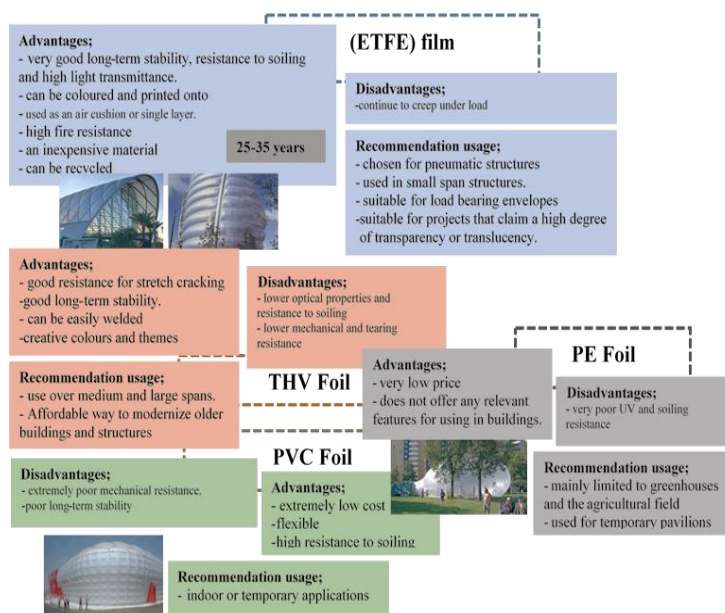 (ETFE) film
Advantages;
- very good long-term stability, resistance to soiling
and high light transmittance.
- can be coloured and printed onto
- used as an air cushion or single layer.
- high fire resistance
- an inexpensive material
- can be recycled
25-35 years
Disadvantages;
-continue to creep under load
Recommendation usage;
- chosen for pneumatic structures
- used in small span structures.
- suitable for load bearing envelopes
-suitable for projects that claim a high degree
of transparency or translucency.
Advantages;
- good resistance for stretch cracking
-good long-term stability.
- can be easily welded
-creative colours and themes
Disadvantages;
- lower optical properties and
resistance to soiling
- lower mechanical and tearing
resistance
Recommendation usage;
- use over medium and large spans.
- Affordable way to modernize older
buildings and structures
THV Foil
PE Foil
Advantages;
- very low price
- does not offer any relevant
features for using in buildings.
Disadvantages;
- very poor UV and soiling
resistance
Recommendation usage;
- mainly limited to greenhouses
and the agricultural field
- used for temporary pavilions
PVC Foil
Disadvantages;
- extremely poor mechanical resistance.
-poor long-term stability
Advantages;
- extremely low cost
-flexible
-high resistance to soiling
Recommendation usage;
- indoor or temporary applications